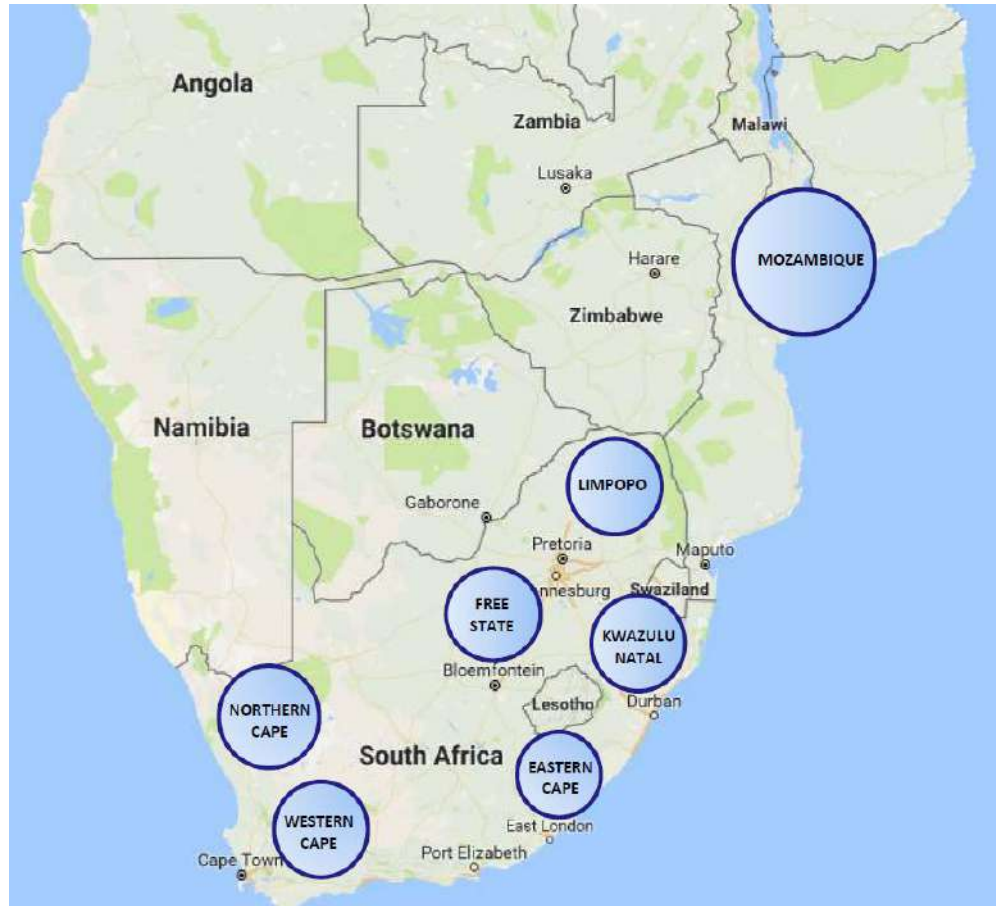 Angola
Zambia
Malawi
Lusaka
MOZAMBIQUE
Harare
Zimbabwe
Namibia
Botswana
LIMPOPO
Gaborone
Pretoria
Maputo
nnesburg
Swaziland
FREE
STATE
KWAZULU
NATAL
Bloemfontein
Lesotho
Durban
NORTHERN
CAPE
South Africa
EASTERN
CAPE
WESTERN
CAPE
East London
Port Elizabeth
Cape Town